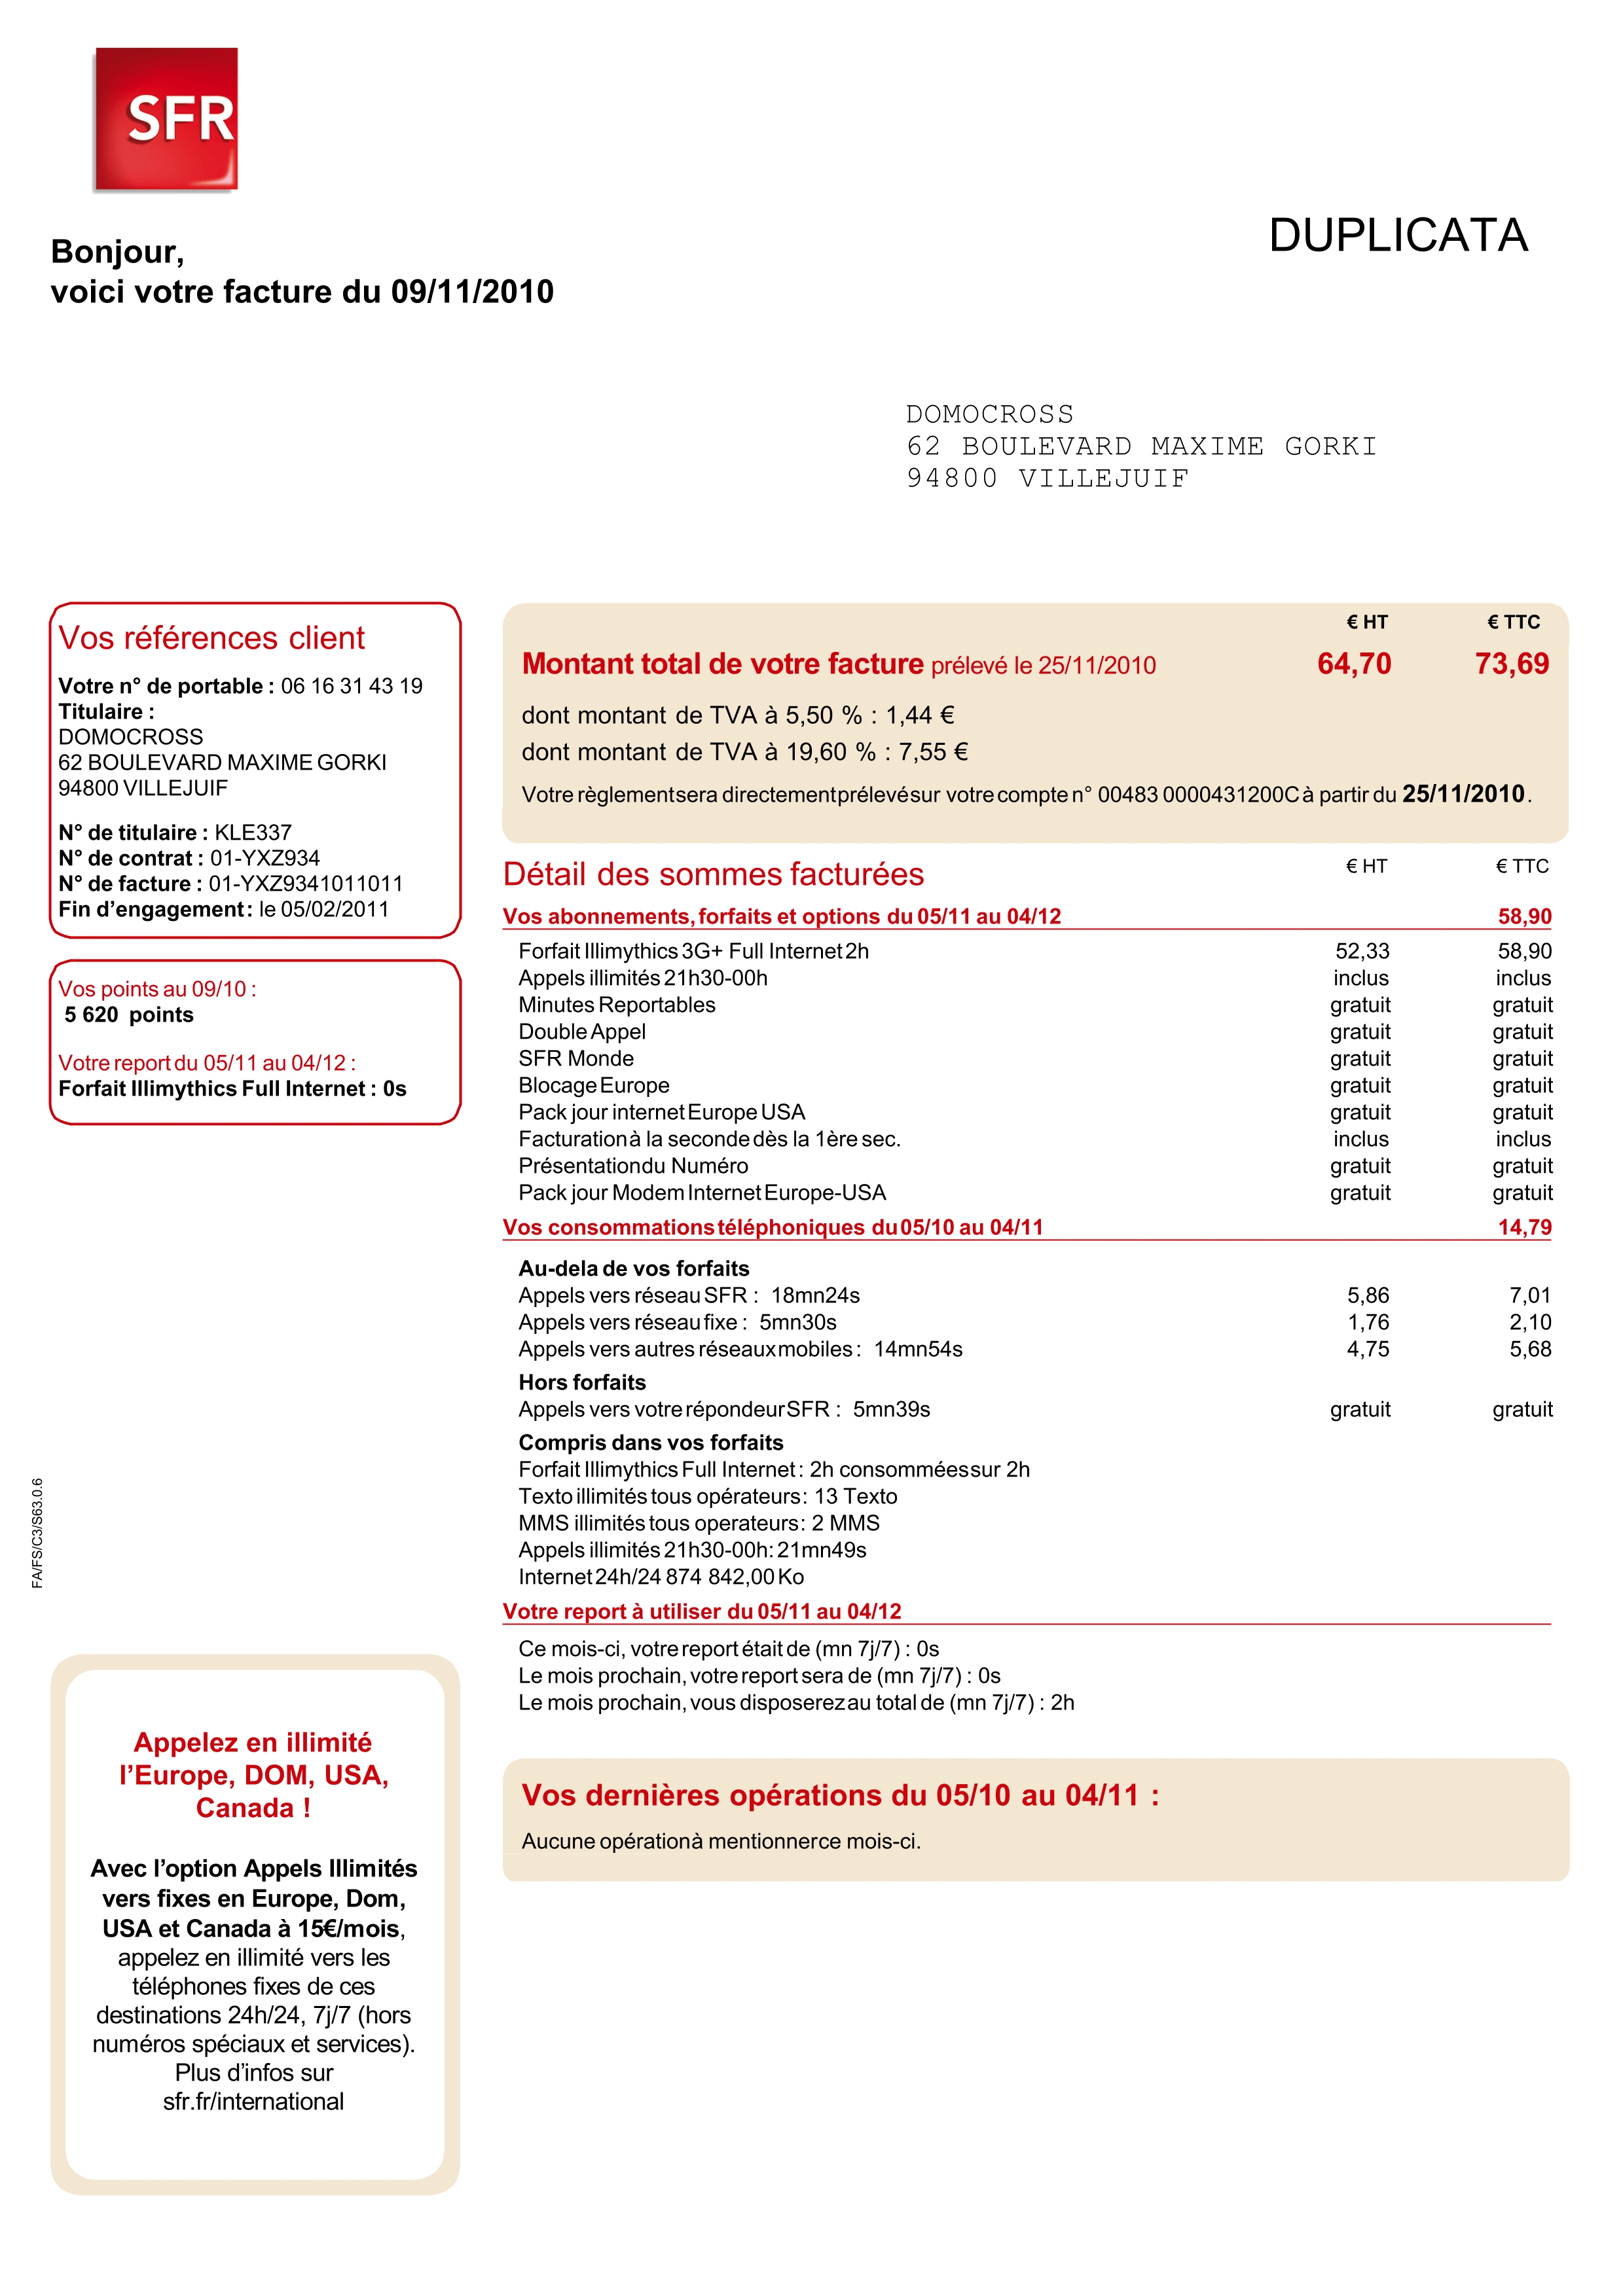 SFR
DUPLICATA
Bonjour,
voici votre facture du 09/11/2010
DOMOCROSS
62 BOULEVARD MAXIME GORKI
94800 VILLEJUIF
Vos références client
Votre n° de portable : 06 16 31 43 19
Titulaire :
DOMOCROSS
62 BOULEVARD MAXIME GORKI
94800 VILLEJUIF
N° de titulaire : KLE337
N° de contrat : 01-YXZ934
N° de facture : 01-YXZ9341011011
Fin d’engagement : le 05/02/2011
Vos points au 09/10 :
5 620 points
Votre report du 05/11 au 04/12 :
Forfait Illimythics Full Internet : 0s
€ HT € TTC
Montant total de votre facture prélevé le 25/11/2010 64,70 73,69
dont montant de TVA à 5,50 % : 1,44 €
dont montant de TVA à 19,60 % : 7,55 €
Votre règlement sera directement prélevé sur votre compte n° 00483 0000431200C à partir du 25/11/2010.
Détail des sommes facturées € HT € TTC
Vos abonnements, forfaits et options du 05/11 au 04/12 58,90
Forfait Illimythics 3G+ Full Internet 2h 52,33 58,90
Appels illimités 21h30-00h inclus inclus
Minutes Reportables gratuit gratuit
Double Appel gratuit gratuit
SFR Monde gratuit gratuit
Blocage Europe gratuit gratuit
Pack jour internet Europe USA gratuit gratuit
Facturation à la seconde dès la 1ère sec. inclus inclus
Présentation du Numéro gratuit gratuit
Pack jour Modem Internet Europe-USA gratuit gratuit
Vos consommations téléphoniques du 05/10 au 04/11 14,79
Au-dela de vos forfaits
Appels vers réseau SFR : 18mn24s 5,86 7,01
Appels vers réseau fixe : 5mn30s 1,76 2,10
Appels vers autres réseaux mobiles : 14mn54s 4,75 5,68
Hors forfaits
Appels vers votre répondeur SFR : 5mn39s gratuit gratuit
Compris dans vos forfaits
Forfait Illimythics Full Internet : 2h consommées sur 2h
Texto illimités tous opérateurs : 13 Texto
MMS illimités tous operateurs : 2 MMS
Appels illimités 21h30-00h : 21mn49s
Internet 24h/24 874 842,00 Ko
Votre report à utiliser du 05/11 au 04/12
Ce mois-ci, votre report était de (mn 7j/7) : 0s
Le mois prochain, votre report sera de (mn 7j/7) : 0s
Le mois prochain, vous disposerez au total de (mn 7j/7) : 2h
Vos dernières opérations du 05/10 au 04/11 :
Aucune opération à mentionner ce mois-ci.
FA/FS/C3/S63.0.6
Appelez en illimité
l’Europe, DOM, USA,
Canada !
Avec l’option Appels Illimités
vers fixes en Europe, Dom,
USA et Canada à 15€/mois,
appelez en illimité vers les
téléphones fixes de ces
destinations 24h/24, 7j/7 (hors
numéros spéciaux et services).
Plus d’infos sur
sfr.fr/international